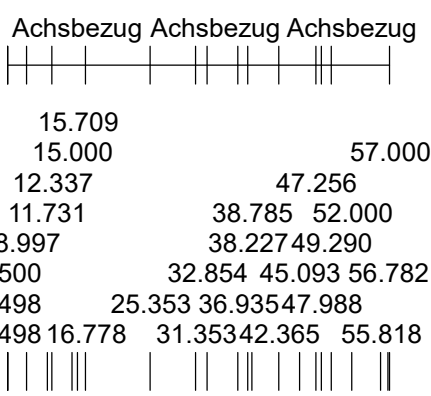 Achsbezug Achsbezug Achsbezug
15.709
15.000 57.000
12.337 47.256
11.731 38.785 52.000
38.227 49.290
32.854 45.093 56.782
25.353 36.935 47.988
16.778 31.353 42.365 55.818